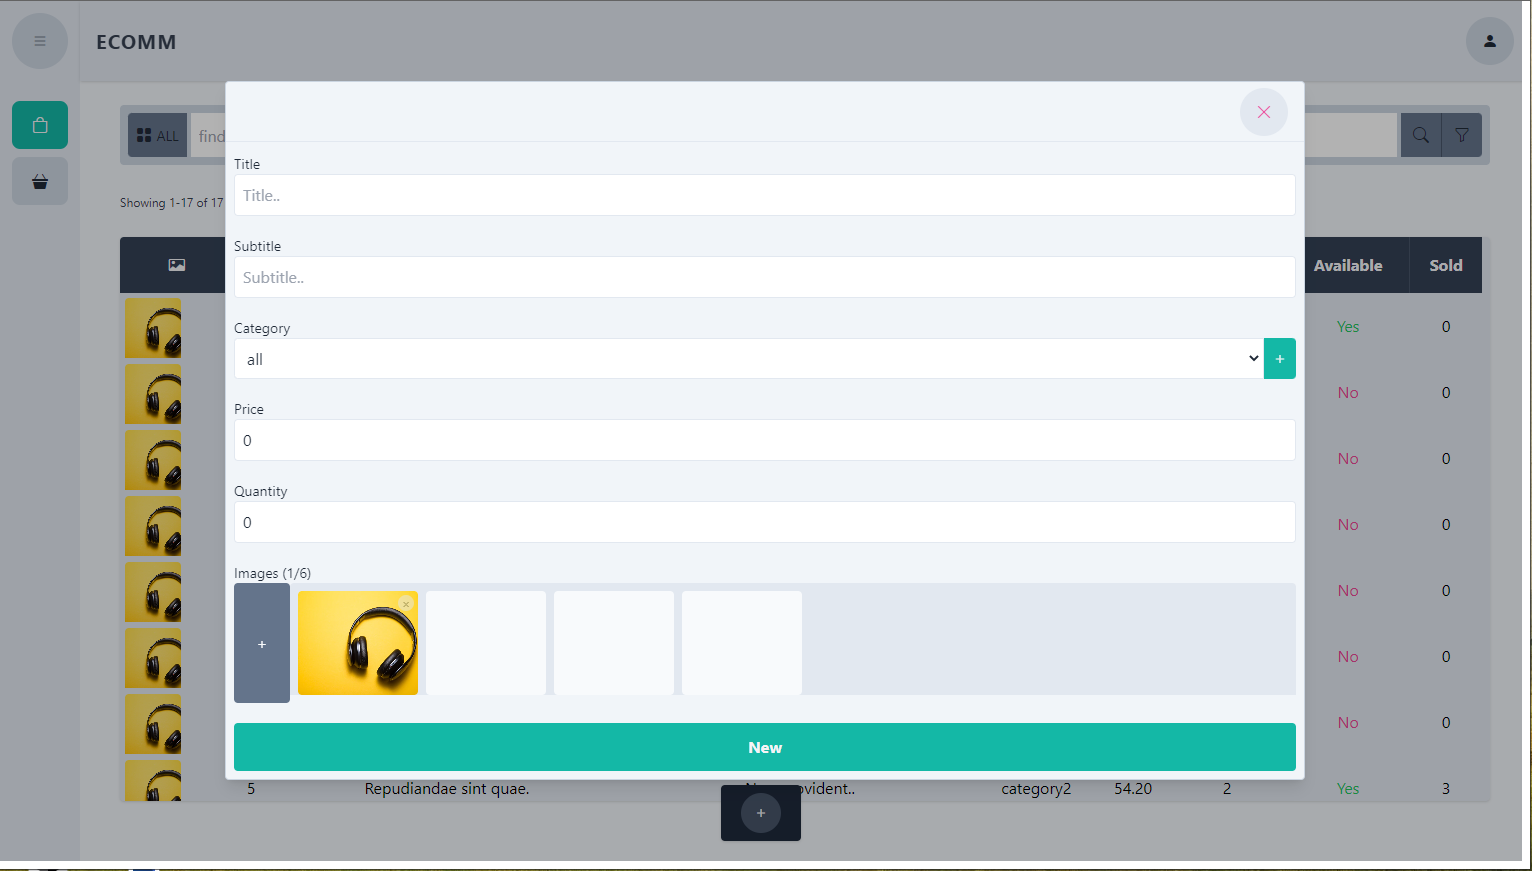 ECOMM
ALL find
Showing 1-17 of 17
Title
Title..
Subtitle
Subtitle..
Category
all
+
Price
0
Quantity
0
Images (1/6)
+
New
Available Sold
Yes 0
No 0
No 0
No 0
No 0
No 0
No 0
5 Repudiandae sint quae. ovident.. category2 54.20 2 Yes 3
+